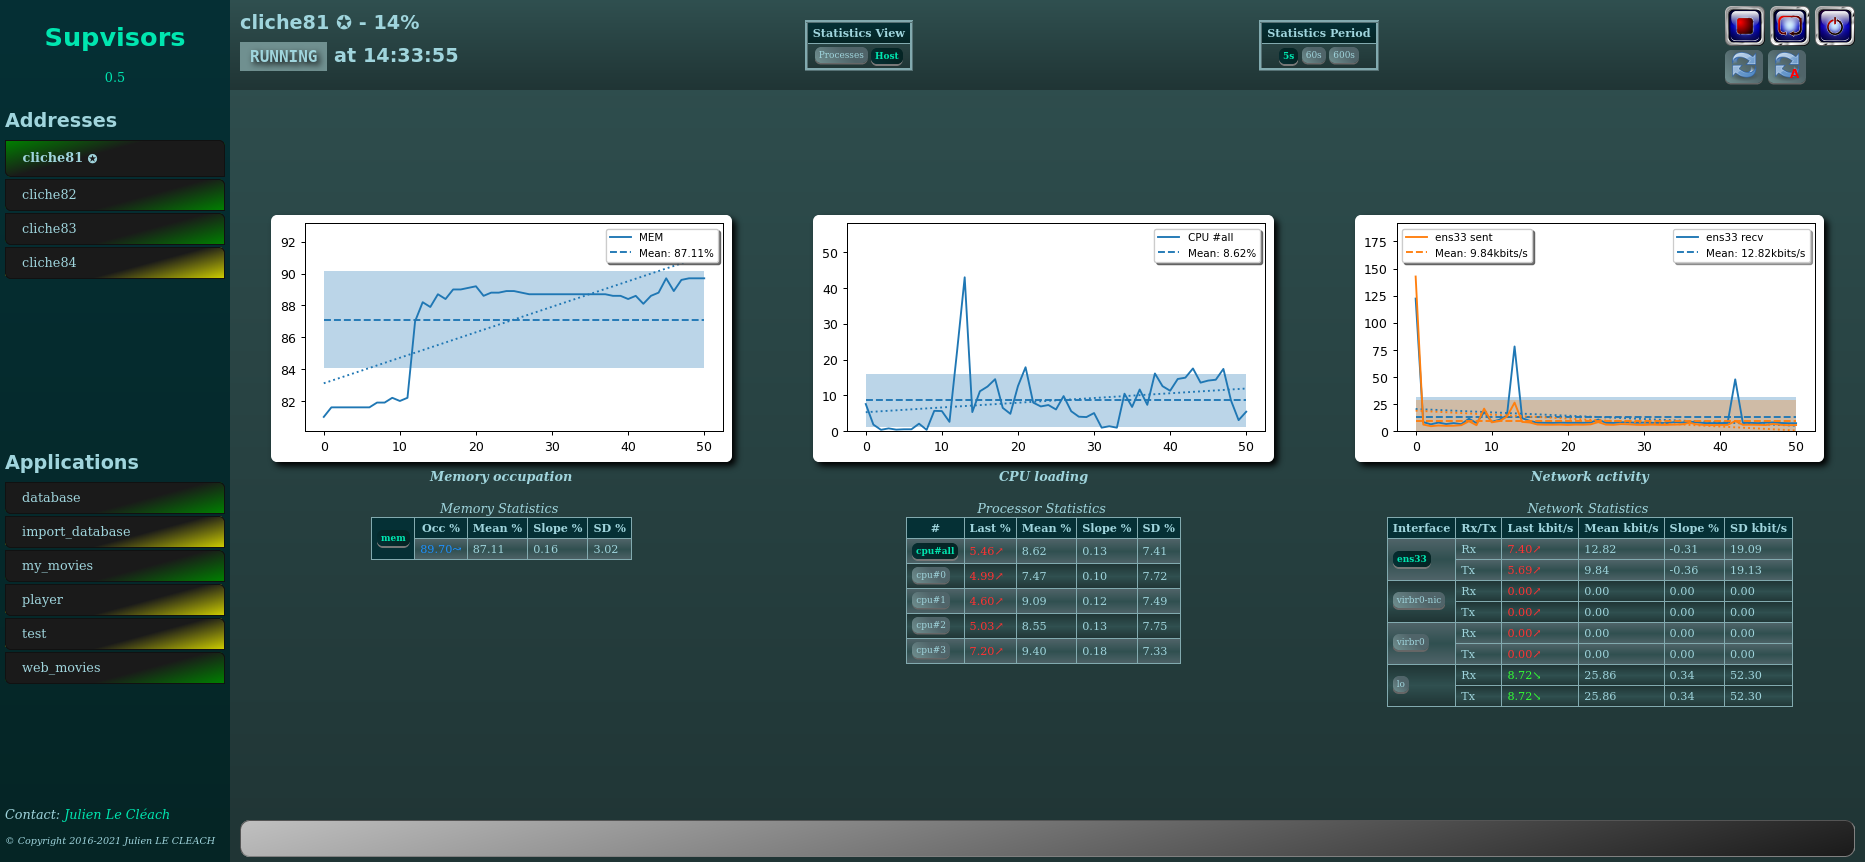 Supvisors
0.5
Addresses
cliche81 ✪
cliche82
cliche83
cliche84
Applications
database
import_database
my_movies
player
test
web_movies
Contact: Julien Le Cléach
© Copyright 2016-2021 Julien LE CLEACH
cliche81 ✪ - 14%
RUNNING at 14:33:55
Statistics View
Processes Host
Statistics Period
5s 60s 600s
A
MEM
Mean: 87.11%
92
90
88
86
84
82
0 10 20 30 40 50
Memory occupation
Memory Statistics
Occ % Mean % Slope % SD %
mem 89.70→ 87.11 0.16 3.02
CPU #all
Mean: 8.62%
50
40
30
20
10
0
0 10 20 30 40 50
CPU loading
Processor Statistics
# Last % Mean % Slope % SD %
cpu#all 5.46↗ 8.62 0.13 7.41
cpu#0 4.99↗ 7.47 0.10 7.72
cpu#1 4.60↗ 9.09 0.12 7.49
cpu#2 5.03↗ 8.55 0.13 7.75
cpu#3 7.20↗ 9.40 0.18 7.33
ens33 sent
Mean: 9.84kbits/s
ens33 recv
Mean: 12.82kbits/s
175
150
125
100
75
50
25
0
0 10 20 30 40 50
Network activity
Network Statistics
Interface Rx/Tx Last kbit/s Mean kbit/s Slope % SD kbit/s
ens33 Rx 7.40↗ 12.82 -0.31 19.09
Tx 5.69↗ 9.84 -0.36 19.13
virbr0-nic Rx 0.00↗ 0.00 0.00 0.00
Tx 0.00↗ 0.00 0.00 0.00
virbr0 Rx 0.00↗ 0.00 0.00 0.00
Tx 0.00↗ 0.00 0.00 0.00
lo Rx 8.72↘ 25.86 0.34 52.30
Tx 8.72↘ 25.86 0.34 52.30